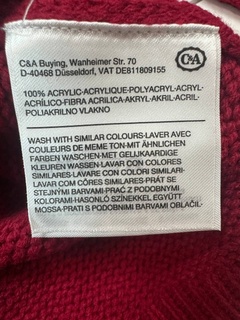 C&A Buying, Wanheimer Str. 70
D-40468 Düsseldorf, VAT DE811809155
C&A
100% ACRYLIC-ACRYLIQUE-POLYACRYL-ACRYL-
ACRÍLICO-FIBRA ACRILICA-AKRYL-AKRIL-ACRIL-
POLIAKRILNO VLAKNO
WASH WITH SIMILAR COLOURS-LAVER AVEC
COULEURS DE MEME TON-MIT ÄHNLICHEN
FARBEN WASCHEN-MET GELIJKAARDIGE
KLEUREN WASSEN-LAVAR CON COLORES
SIMILARES-LAVARE CON COLORI SIMILARI-
LAVAR COM CÔRES SIMILARES-PRÁT SE
STEJNÝMI BARVAMI-PRAĆ Z PODOBNYMI
KOLORAMI-HASONLÓ SZÍNEKKEL EGYÜTT
MOSSA-PRATI S PODOBNIMI BARVAMI OBLAČIL-